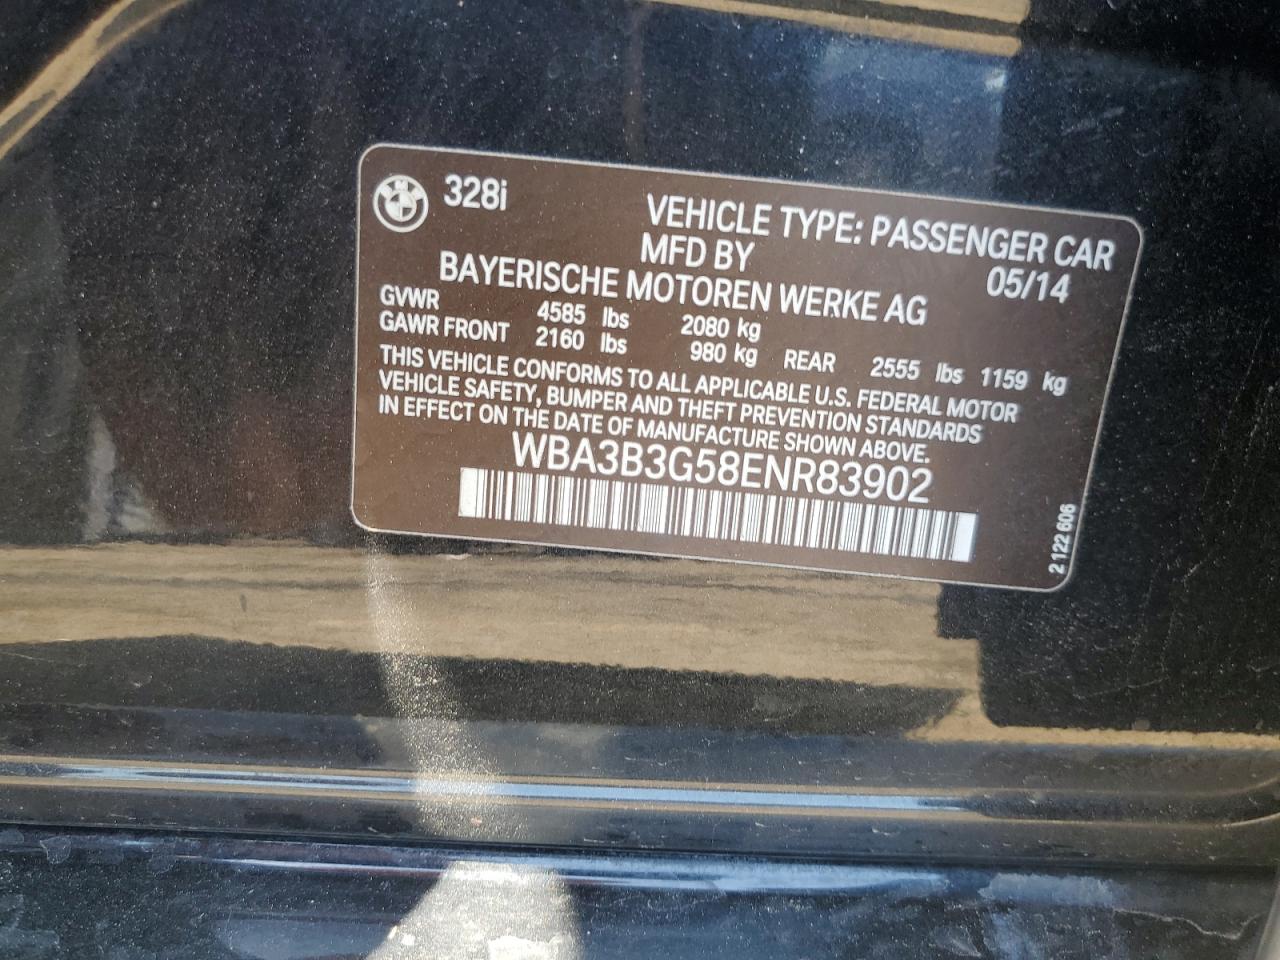 328i
VEHICLE TYPE: PASSENGER CAR
MFD BY 05/14
BAYERISCHE MOTOREN WERKE AG
GVWR 4585 lbs 2080 kg
GAWR FRONT 2160 lbs 980 kg REAR 2555 lbs 1159 kg
THIS VEHICLE CONFORMS TO ALL APPLICABLE U.S. FEDERAL MOTOR
VEHICLE SAFETY, BUMPER AND THEFT PREVENTION STANDARDS
IN EFFECT ON THE DATE OF MANUFACTURE SHOWN ABOVE.
WBA3B3G58ENR83902
2 122 606